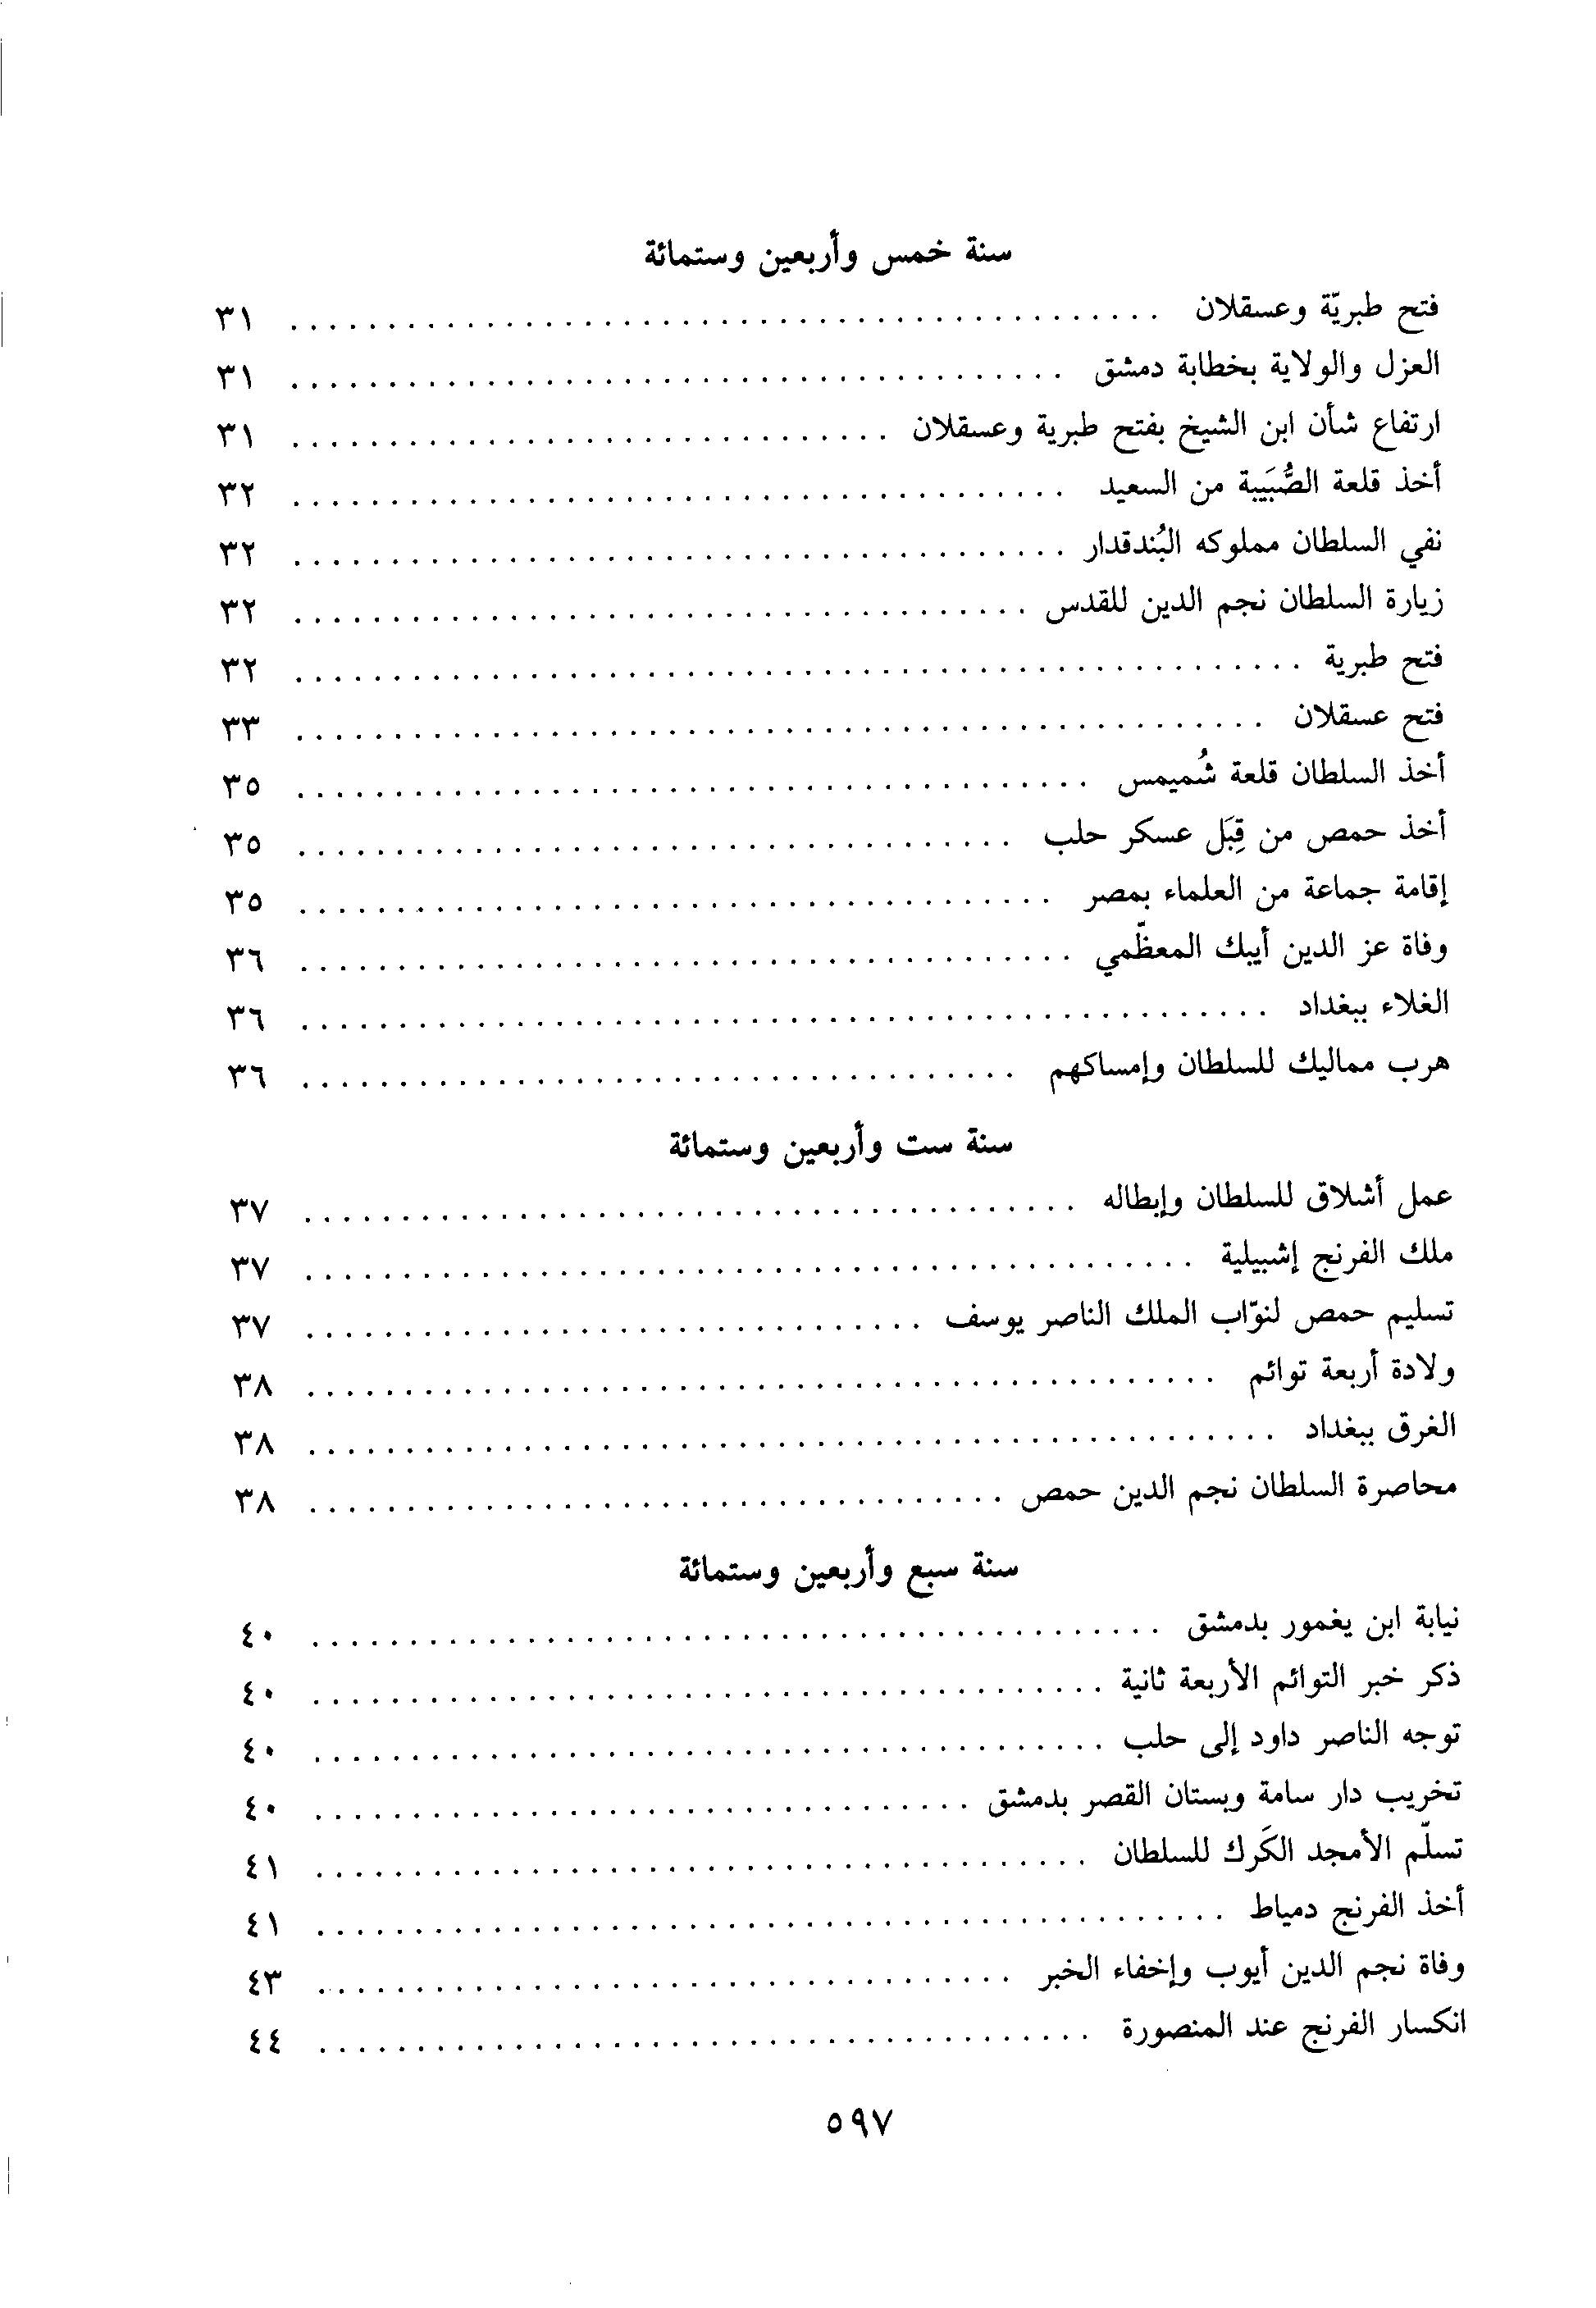 سنة خمس وأربعين وستمائة
فتح طبريّة وعسقلان ................................ ٣١
العزل والولاية بخطابة دمشق ................................ ٣١
ارتفاع شأن ابن الشيخ بفتح طبرية وعسقلان ................................ ٣١
أخذ قلعة الصُّبَيبة من السعيد ................................ ٣٢
نفي السلطان مملوكه البُندقدار ................................ ٣٢
زيارة السلطان نجم الدين للقدس ................................ ٣٢
فتح طبرية ................................ ٣٢
فتح عسقلان ................................ ٣٣
أخذ السلطان قلعة شُميمس ................................ ٣٥
أخذ حمص من قِبَل عسكر حلب ................................ ٣٥
إقامة جماعة من العلماء بمصر ................................ ٣٥
وفاة عز الدين أيبك المعظّمي ................................ ٣٦
الغلاء ببغداد ................................ ٣٦
هرب مماليك للسلطان وإمساكهم ................................ ٣٦
سنة ست وأربعين وستمائة
عمل أشلاق للسلطان وإبطاله ................................ ٣٧
ملك الفرنج إشبيلية ................................ ٣٧
تسليم حمص لنوّاب الملك الناصر يوسف ................................ ٣٧
ولادة أربعة توائم ................................ ٣٨
الغرق ببغداد ................................ ٣٨
محاصرة السلطان نجم الدين حمص ................................ ٣٨
سنة سبع وأربعين وستمائة
نيابة ابن يغمور بدمشق ................................ ٤٠
ذكر خبر التوائم الأربعة ثانية ................................ ٤٠
توجه الناصر داود إلى حلب ................................ ٤٠
تخريب دار سامة وبستان القصر بدمشق ................................ ٤٠
تسلّم الأمجد الكَرك للسلطان ................................ ٤١
أخذ الفرنج دمياط ................................ ٤١
وفاة نجم الدين أيوب وإخفاء الخبر ................................ ٤٣
انكسار الفرنج عند المنصورة ................................ ٤٤
٥٩٧